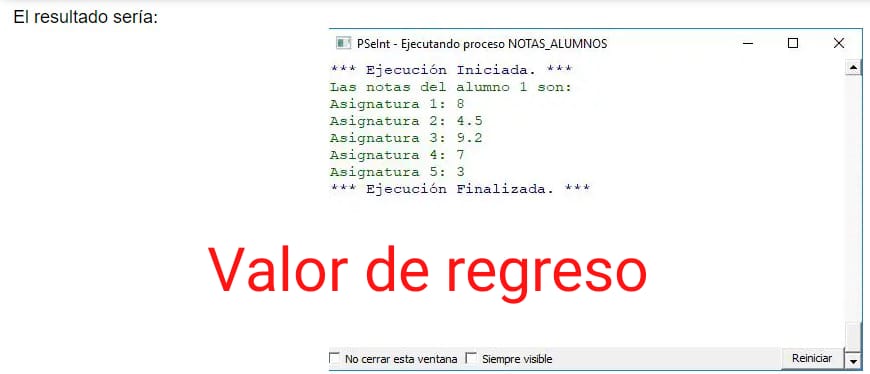 El resultado sería:
PSeInt - Ejecutando proceso NOTAS_ALUMNOS
*** Ejecución Iniciada. ***
Las notas del alumno 1 son:
Asignatura 1: 8
Asignatura 2: 4.5
Asignatura 3: 9.2
Asignatura 4: 7
Asignatura 5: 3
*** Ejecución Finalizada. ***
Valor de regreso
No cerrar esta ventana Siempre visible Reiniciar